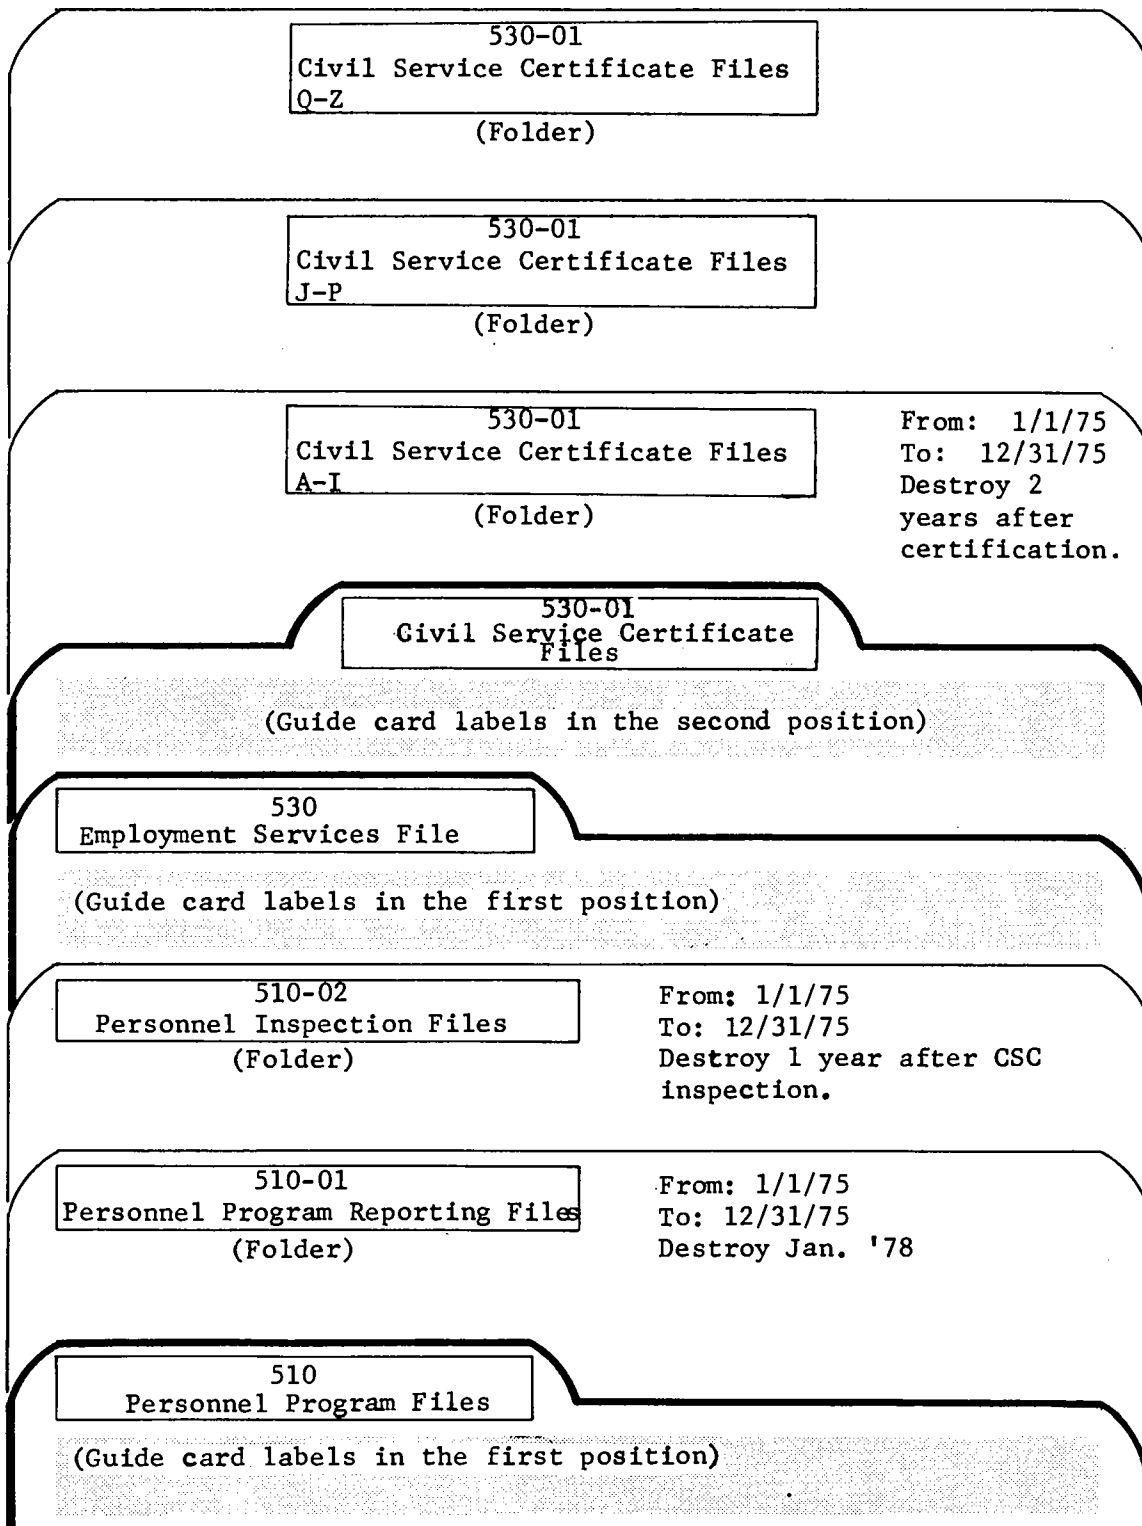 530-01
Civil Service Certificate Files
Q-Z
(Folder)
530-01
Civil Service Certificate Files
J-P
(Folder)
530-01
Civil Service Certificate Files
A-I
(Folder)
From: 1/1/75
To: 12/31/75
Destroy 2
years after
certification.
530-01
Civil Service Certificate
Files
(Guide card labels in the second position)
530
Employment Services File
(Guide card labels in the first position)
510-02
Personnel Inspection Files
(Folder)
From: 1/1/75
To: 12/31/75
Destroy 1 year after CSC
inspection.
510-01
Personnel Program Reporting Files
(Folder)
From: 1/1/75
To: 12/31/75
Destroy Jan. '78
510
Personnel Program Files
(Guide card labels in the first position)